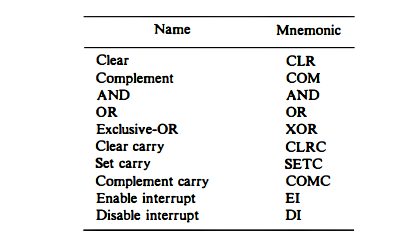 Name Mnemonic
Clear CLR
Complement COM
AND AND
OR OR
Exclusive-OR XOR
Clear carry CLRC
Set carry SETC
Complement carry COMC
Enable interrupt EI
Disable interrupt DI